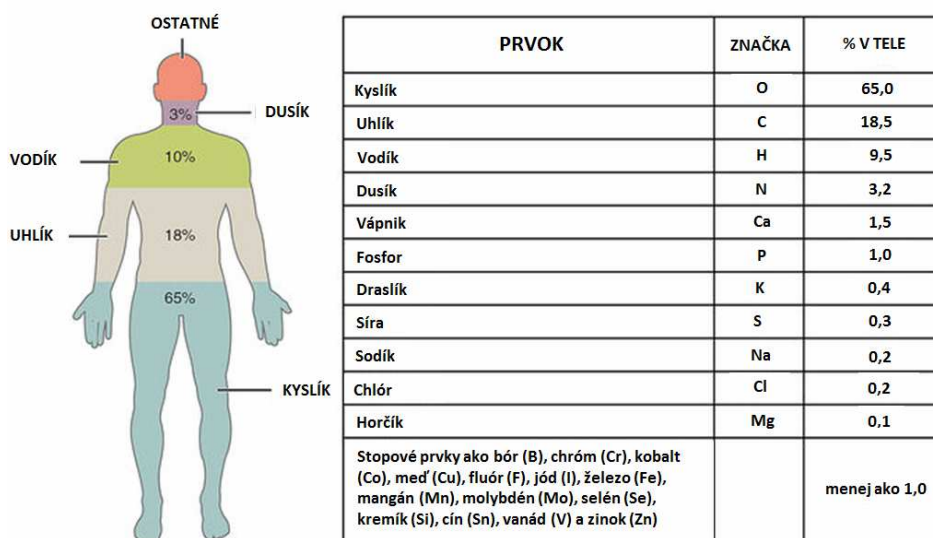 OSTATNÉ
3%
DUSÍK
10%
VODÍK
18%
UHLÍK
65%
KYSLÍK
PRVOK ZNAČKA % V TELE
Kyslík O 65,0
Uhlík C 18,5
Vodík H 9,5
Dusík N 3,2
Vápnik Ca 1,5
Fosfor P 1,0
Draslík K 0,4
Síra S 0,3
Sodík Na 0,2
Chlór Cl 0,2
Horčík Mg 0,1
Stopové prvky ako bór (B), chróm (Cr), kobalt
(Co), meď (Cu), fluór (F), jód (I), železo (Fe),
mangán (Mn), molybdén (Mo), selén (Se),
kremík (Si), cín (Sn), vanád (V) a zinok (Zn)
menej ako 1,0